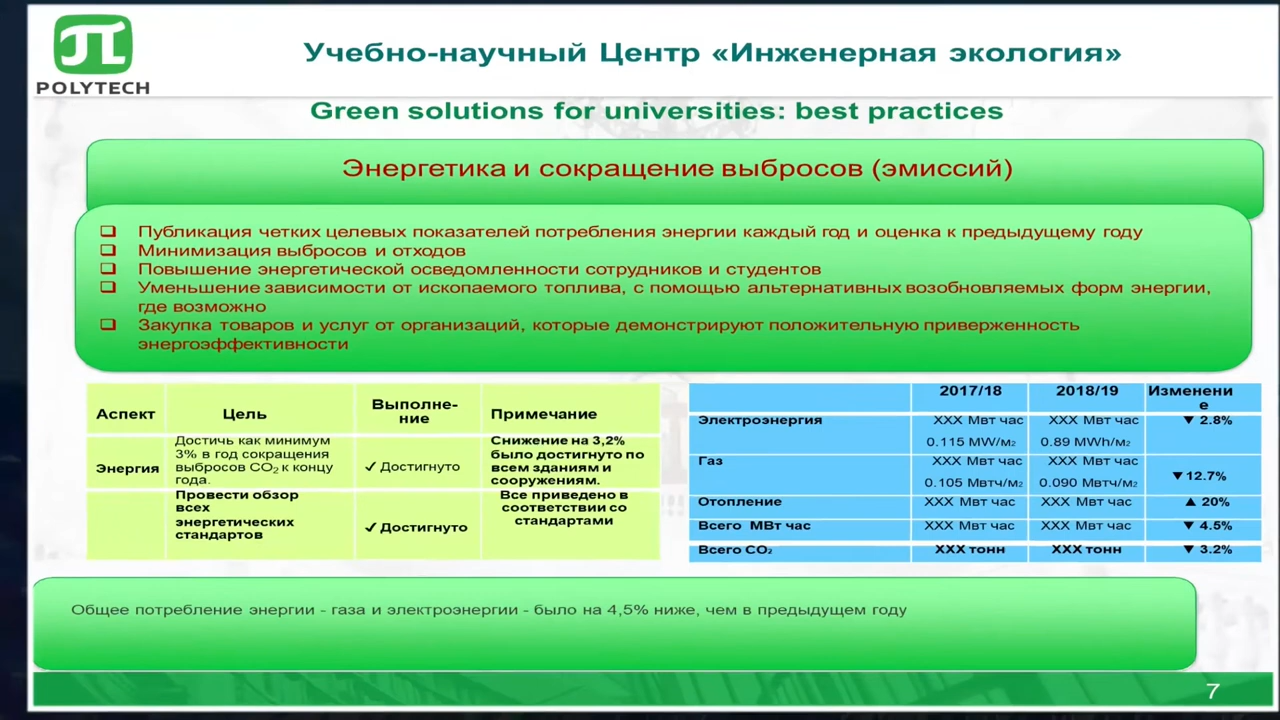 POLYTECH
Учебно-научный Центр «Инженерная экология»
Green solutions for universities: best practices
Энергетика и сокращение выбросов (эмиссий)
❑ Публикация четких целевых показателей потребления энергии каждый год и оценка к предыдущему году
❑ Минимизация выбросов и отходов
❑ Повышение энергетической осведомленности сотрудников и студентов
❑ Уменьшение зависимости от ископаемого топлива, с помощью альтернативных возобновляемых форм энергии,
где возможно
❑ Закупка товаров и услуг от организаций, которые демонстрируют положительную приверженность
энергоэффективности
Аспект Цель Выполне-
ние Примечание
Энергия
Достичь как минимум
3% в год сокращения
выбросов CO₂ к концу
года.
✓ Достигнуто
Снижение на 3,2%
было достигнуто по
всем зданиям и
сооружениям.
Провести обзор
всех
энергетических
стандартов
✓ Достигнуто
Все приведено в
соответствии со
стандартами
2017/18 2018/19 Изменени
е
Электроэнергия XXX Мвт час XXX Мвт час ▼ 2.8%
0.115 MW/м₂ 0.89 MWh/м₂
Газ XXX Мвт час XXX Мвт час ▼12.7%
0.105 Мвтч/м₂ 0.090 Мвтч/м₂
Отопление XXX Мвт час XXX Мвт час ▲ 20%
Всего МВт час XXX Мвт час XXX Мвт час ▼ 4.5%
Всего CO₂ XXX тонн XXX тонн ▼ 3.2%
Общее потребление энергии - газа и электроэнергии - было на 4,5% ниже, чем в предыдущем году
7